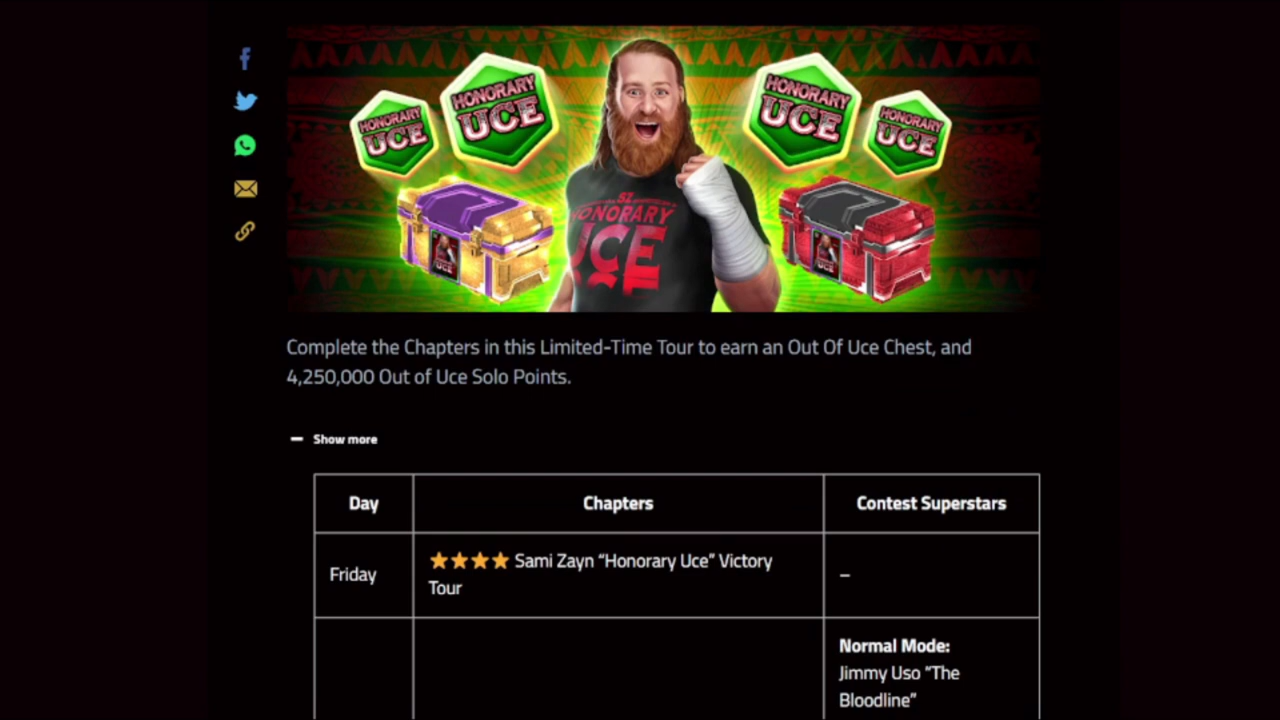 HONORARY
UCE
HONORARY
UCE
HONORARY
UCE
HONORARY
UCE
SZ
HONORARY
UCE
UCE
UCE
Complete the Chapters in this Limited-Time Tour to earn an Out Of Uce Chest, and
4,250,000 Out of Uce Solo Points.
Show more
Day Chapters Contest Superstars
Friday ⭐⭐⭐⭐ Sami Zayn “Honorary Uce” Victory
Tour
–
Normal Mode:
Jimmy Uso “The
Bloodline”